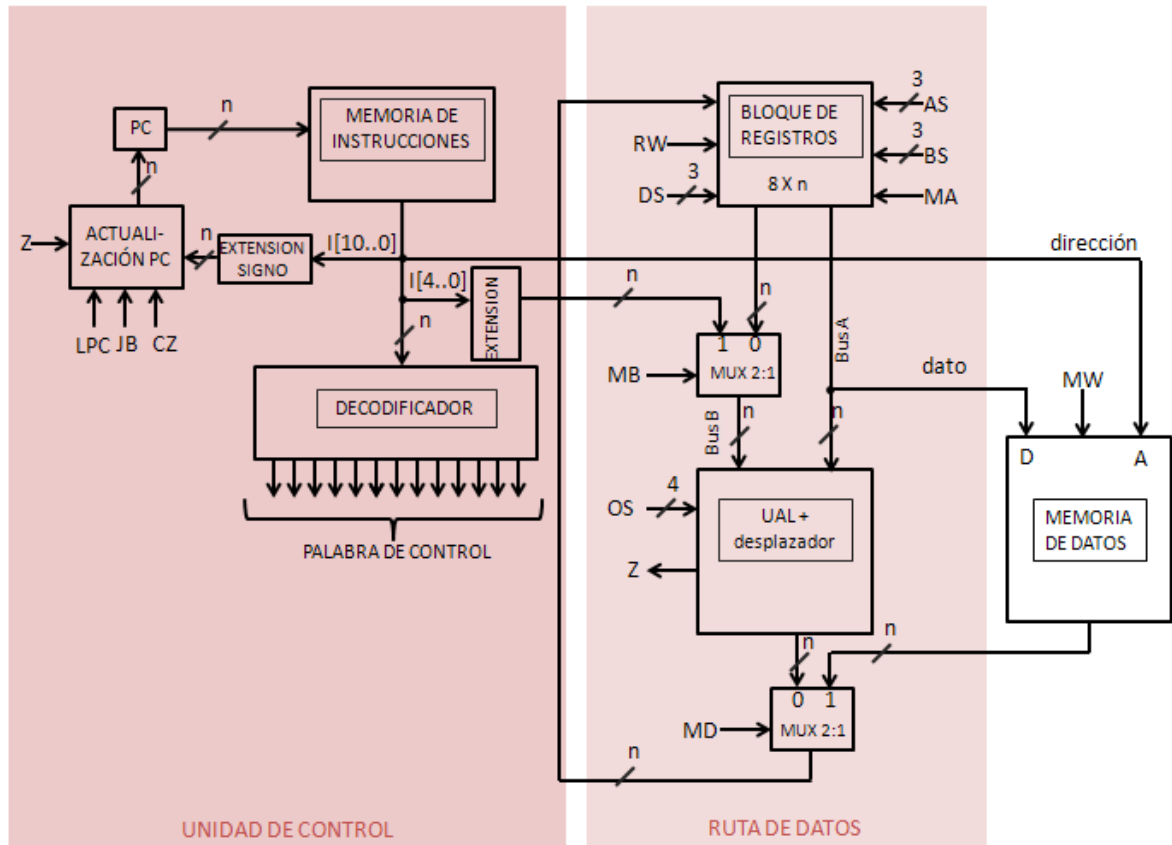 n
PC
MEMORIA DE
INSTRUCCIONES
n
Z
ACTUALI-
ZACIÓN PC
n
EXTENSION
SIGNO
I[10..0]
I[4..0]
EXTENSION
n
LPC
JB
CZ
n
DECODIFICADOR
PALABRA DE CONTROL
UNIDAD DE CONTROL
BLOQUE DE
REGISTROS
8 X n
RW
3
DS
3
AS
3
BS
MA
dirección
n
1 0
MUX 2:1
MB
Bus A
Bus B
n
n
dato
MW
D
A
MEMORIA
DE DATOS
4
OS
UAL +
desplazador
Z
n
n
0 1
MUX 2:1
MD
n
RUTA DE DATOS